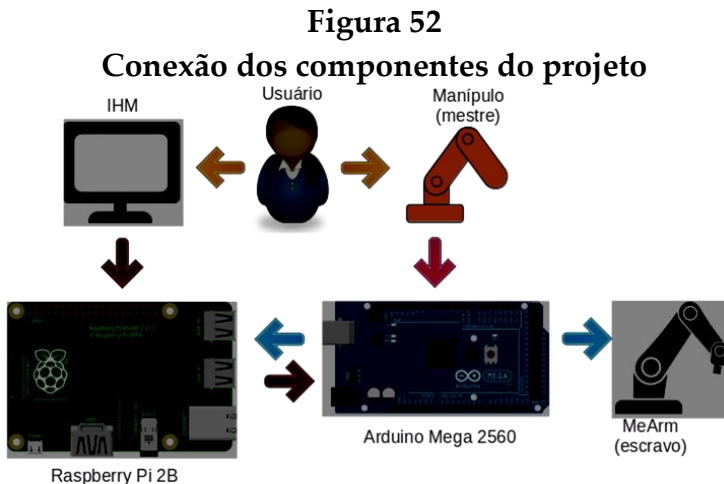 Figura 52
Conexão dos componentes do projeto
IHM
Usuário
Manípulo
(mestre)
Raspberry Pi 2B
Arduino Mega 2560
MEGA
MeArm
(escravo)